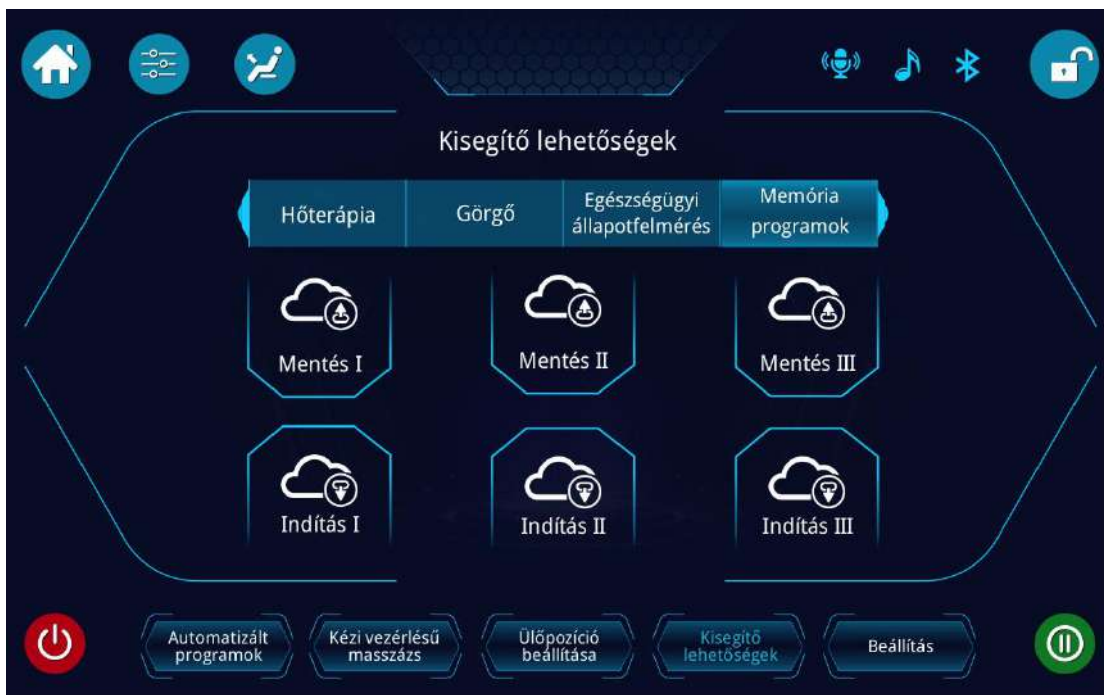 Kisegítő lehetőségek
Hőterápia
Görgő
Egészségügyi
állapotfelmérés
Memória
programok
Mentés I
Mentés II
Mentés III
Indítás I
Indítás II
Indítás III
Automatizált
programok
Kézi vezérlésű
masszázs
Ülőpozíció
beállítása
Kisegítő
lehetőségek
Beállítás